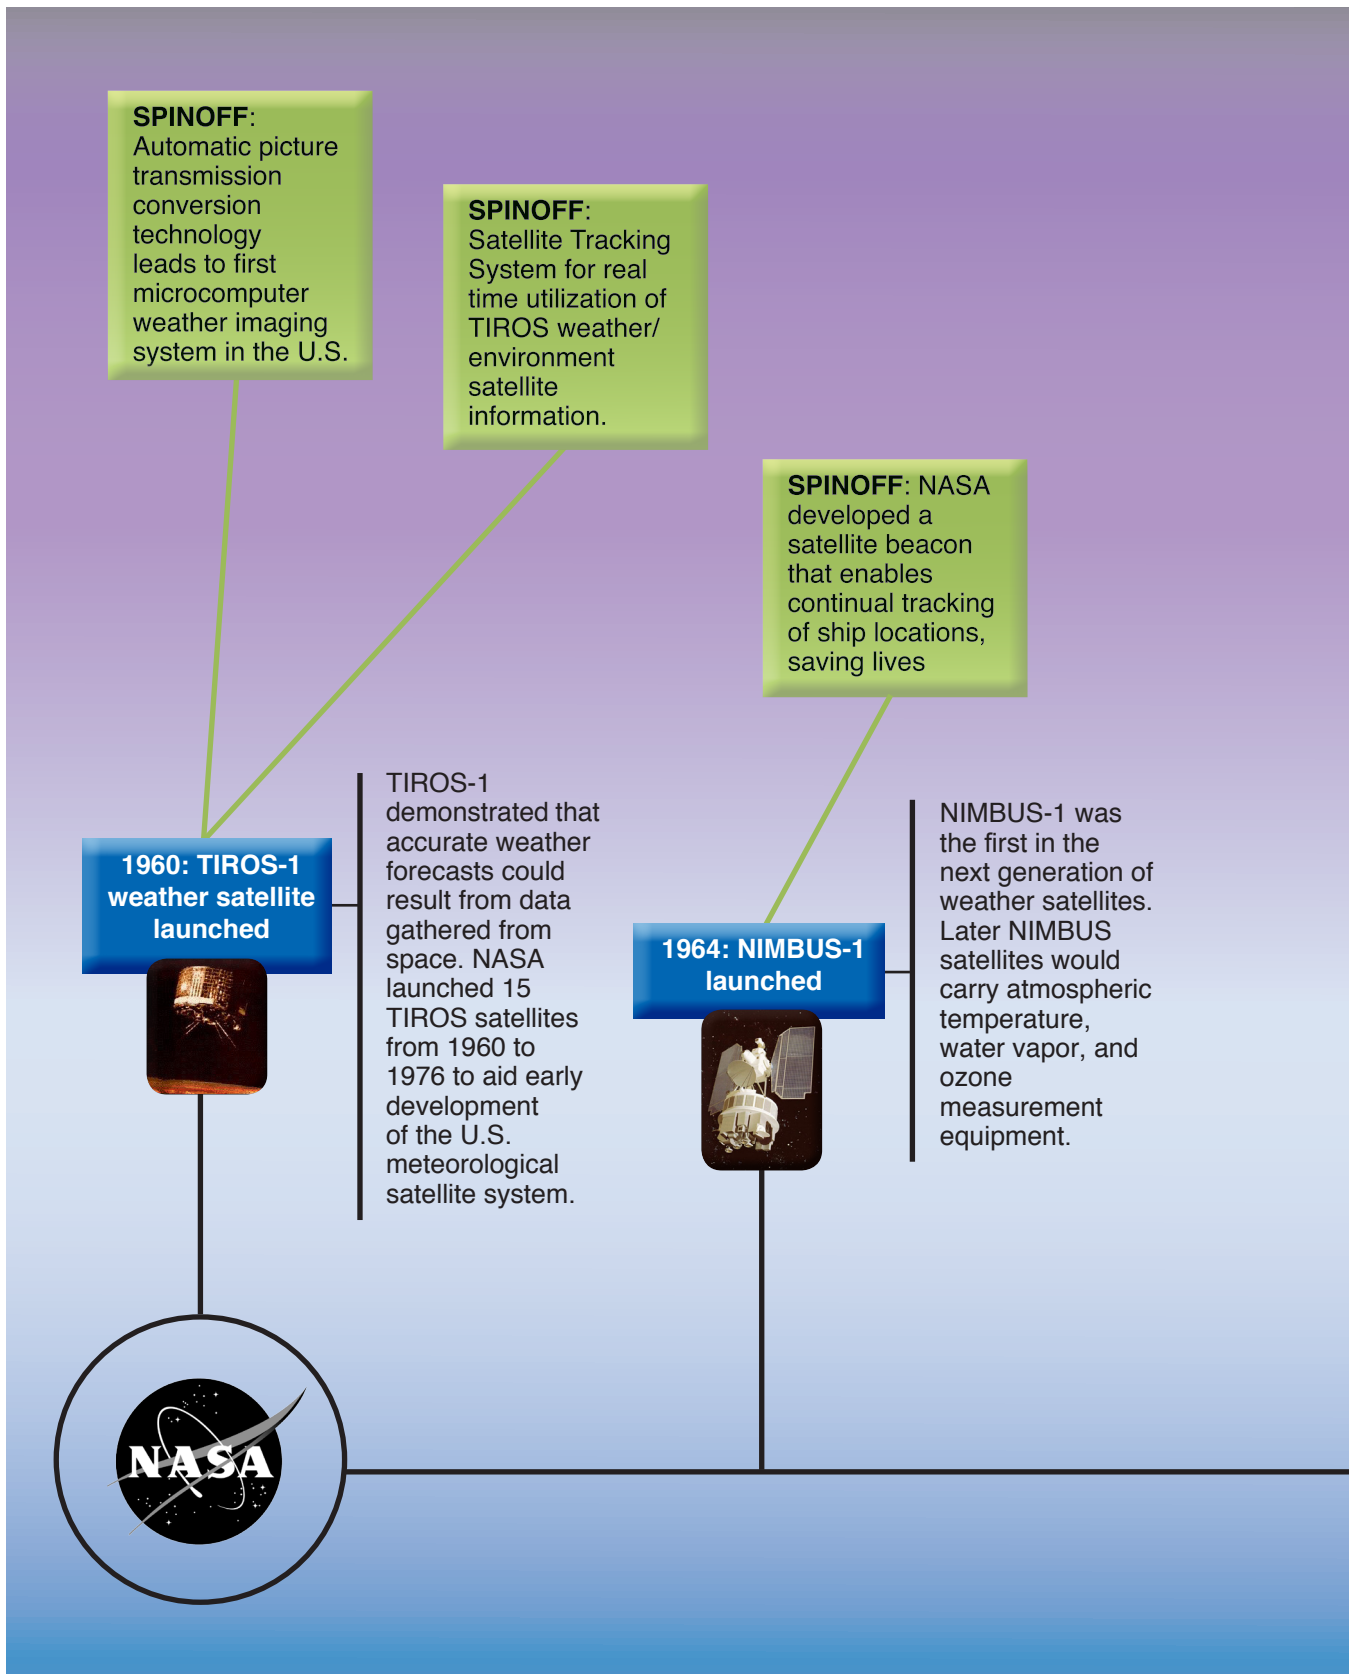 SPINOFF:
Automatic picture
transmission
conversion
technology
leads to first
microcomputer
weather imaging
system in the U.S.
SPINOFF:
Satellite Tracking
System for real
time utilization of
TIROS weather/
environment
satellite
information.
SPINOFF: NASA
developed a
satellite beacon
that enables
continual tracking
of ship locations,
saving lives
1960: TIROS-1
weather satellite
launched
TIROS-1
demonstrated that
accurate weather
forecasts could
result from data
gathered from
space. NASA
launched 15
TIROS satellites
from 1960 to
1976 to aid early
development
of the U.S.
meteorological
satellite system.
1964: NIMBUS-1
launched
NIMBUS-1 was
the first in the
next generation of
weather satellites.
Later NIMBUS
satellites would
carry atmospheric
temperature,
water vapor, and
ozone
measurement
equipment.
NASA